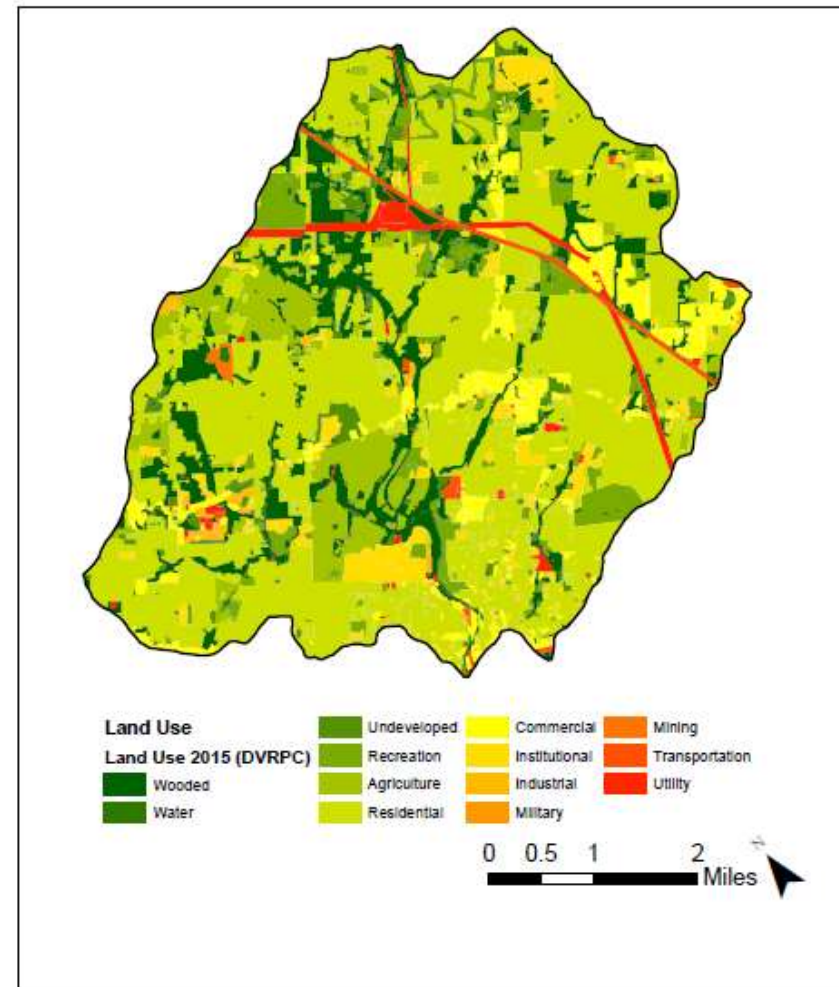 Land Use
Land Use 2015 (DVRPC)
Wooded
Water
Undeveloped
Recreation
Agriculture
Residential
Commercial
Institutional
Industrial
Military
Mining
Transportation
Utility
0 0.5 1 2
Miles
N